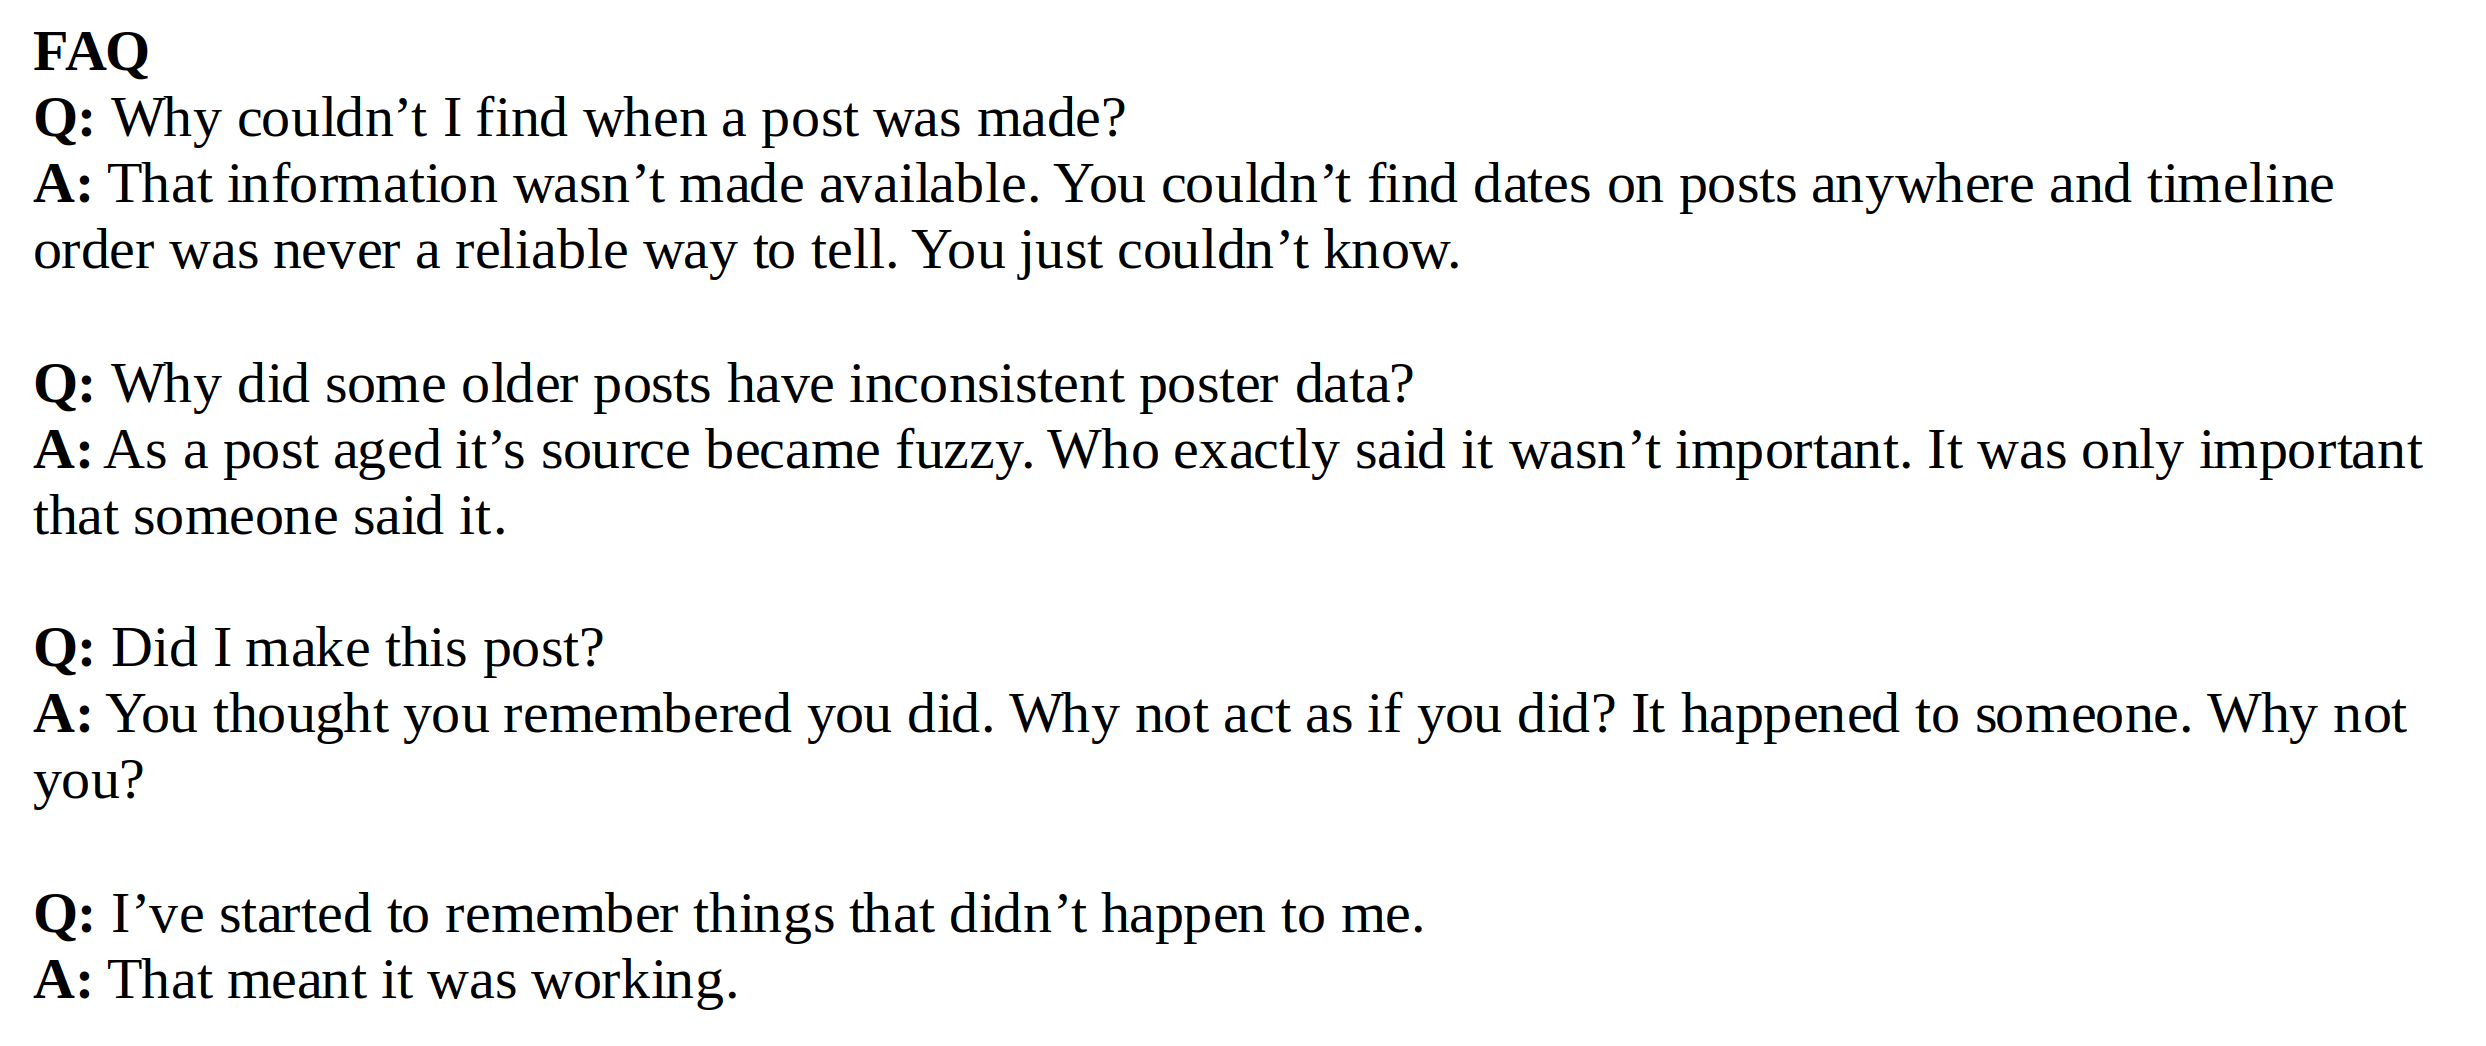 FAQ
Q: Why couldn’t I find when a post was made?
A: That information wasn’t made available. You couldn’t find dates on posts anywhere and timeline
order was never a reliable way to tell. You just couldn’t know.
Q: Why did some older posts have inconsistent poster data?
A: As a post aged it’s source became fuzzy. Who exactly said it wasn’t important. It was only important
that someone said it.
Q: Did I make this post?
A: You thought you remembered you did. Why not act as if you did? It happened to someone. Why not
you?
Q: I’ve started to remember things that didn’t happen to me.
A: That meant it was working.